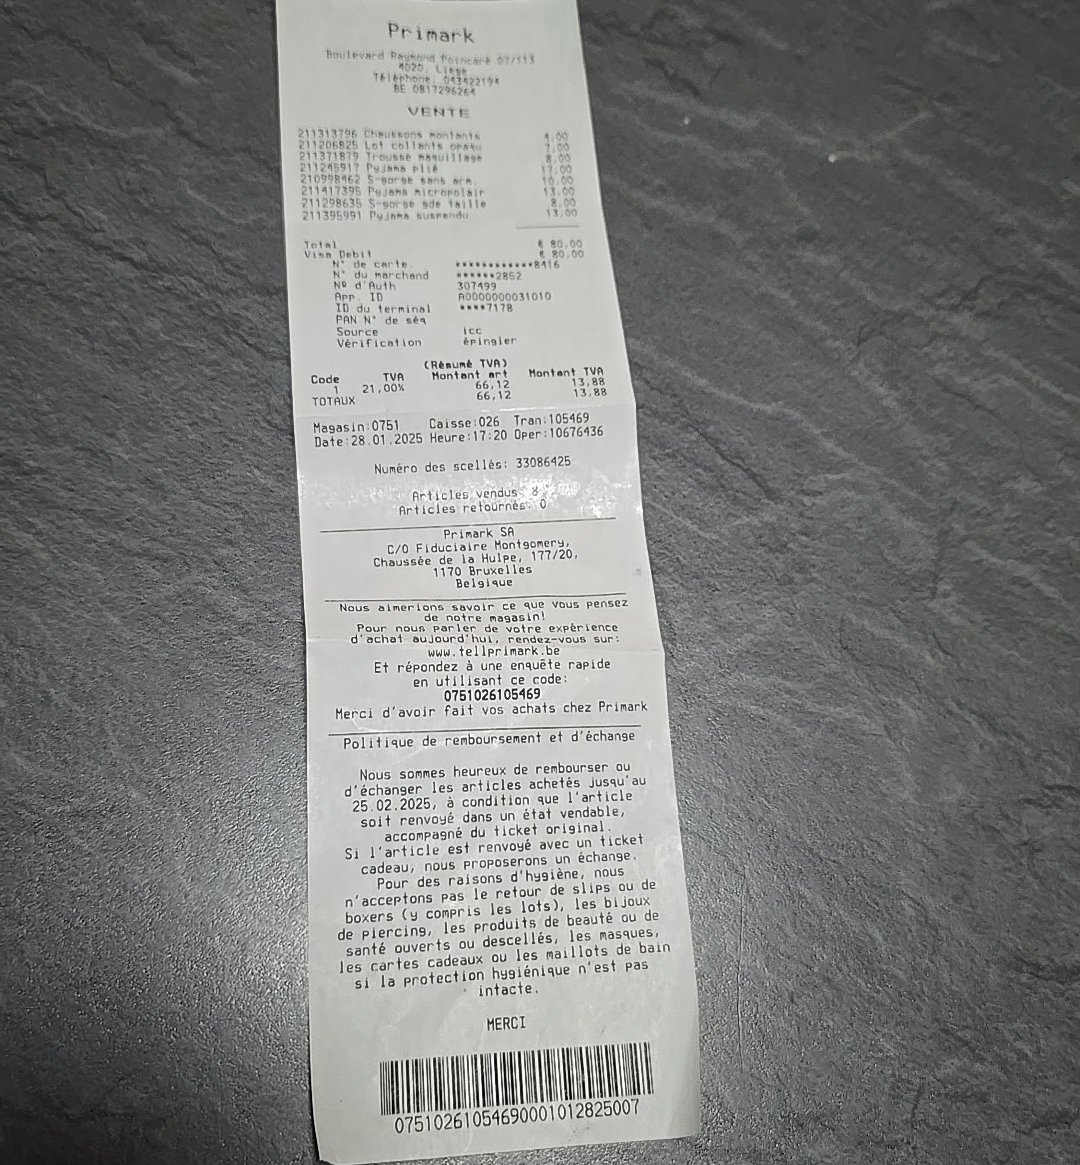 Primark
Boulevard Raymond Poincaré 07/113
4020, Liège
Téléphone: 043422194
BE 0817296264
VENTE
211313796 Chaussons montants 4,00
211206825 Lot collants opaqu 7,00
211371879 Trousse maquillage 8,00
211245917 Pyjama plié 17,00
210998462 S-gorge sans arm. 10,00
211417395 Pyjama micropolair 13,00
211298635 S-gorge gde taille 8,00
211395991 Pyjama suspendu 13,00
Total € 80,00
Visa Debit € 80,00
N° de carte. ************8416
N° du marchand ******2852
Nº d'Auth 307499
App. ID A0000000031010
ID du terminal ****7178
PAN N° de séq
Source icc
Vérification épingler
(Résumé TVA)
Code TVA Montant art Montant TVA
1 21,00% 66,12 13,88
TOTAUX 66,12 13,88
Magasin:0751 Caisse:026 Tran:105469
Date:28.01.2025 Heure:17:20 Oper:10676436
Numéro des scellés: 33086425
Articles vendus 8
Articles retournés: 0
Primark SA
C/O Fiduciaire Montgomery,
Chaussée de la Hulpe, 177/20,
1170 Bruxelles
Belgique
Nous aimerions savoir ce que vous pensez
de notre magasin!
Pour nous parler de votre expérience
d'achat aujourd'hui, rendez-vous sur:
www.tellprimark.be
Et répondez à une enquête rapide
en utilisant ce code:
0751026105469
Merci d'avoir fait vos achats chez Primark
Politique de remboursement et d'échange
Nous sommes heureux de rembourser ou
d'échanger les articles achetés jusqu'au
25.02.2025, à condition que l'article
soit renvoyé dans un état vendable,
accompagné du ticket original.
Si l'article est renvoyé avec un ticket
cadeau, nous proposerons un échange.
Pour des raisons d'hygiène, nous
n'acceptons pas le retour de slips ou de
boxers (y compris les lots), les bijoux
de piercing, les produits de beauté ou de
santé ouverts ou descellés, les masques,
les cartes cadeaux ou les maillots de bain
si la protection hygiénique n'est pas
intacte.
MERCI
07510261054690001012825007